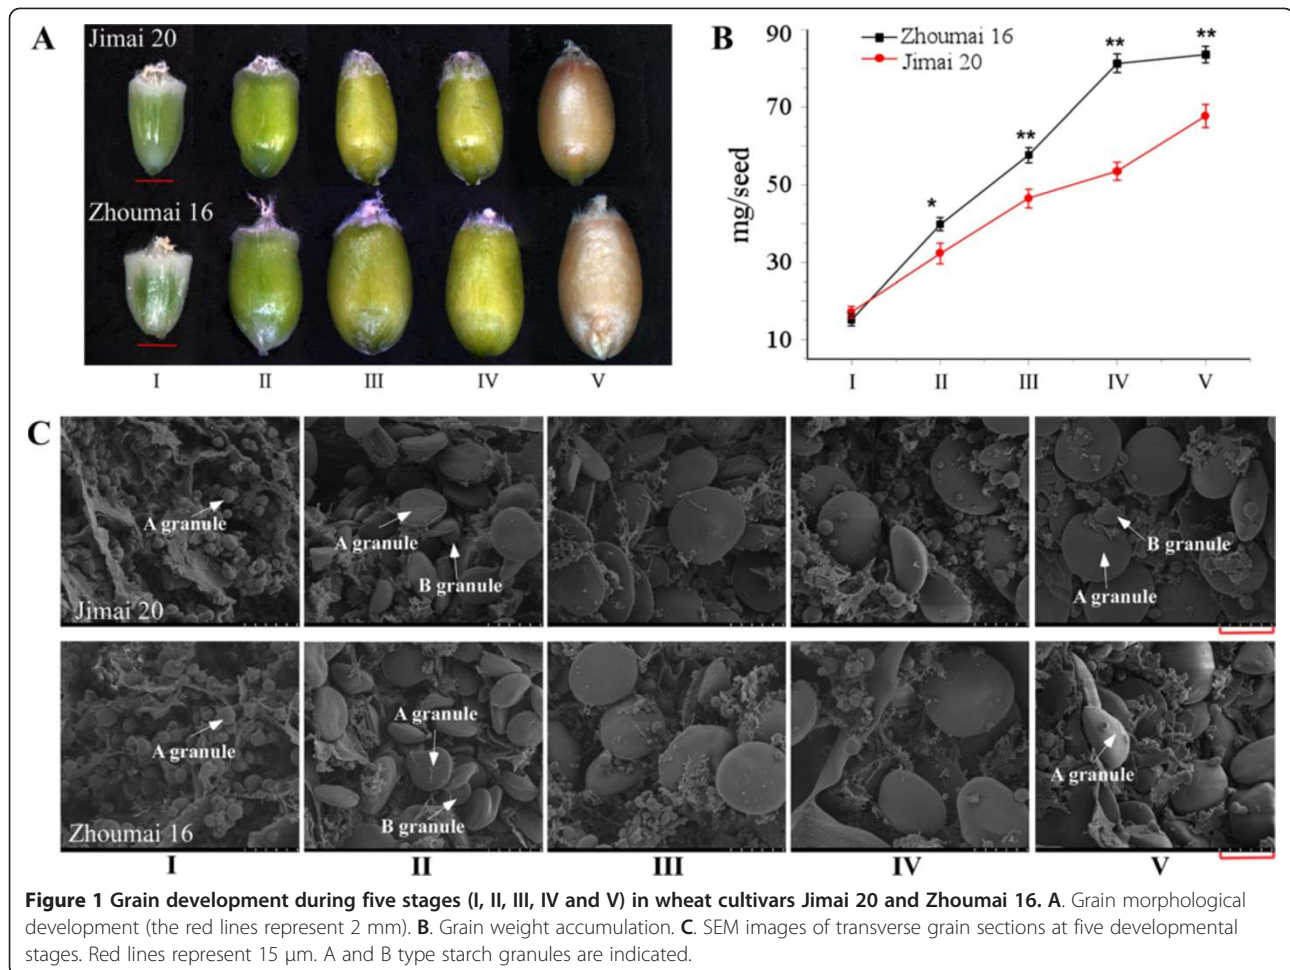 A
Jimai 20
Zhoumai 16
I II III IV V
B
90
70
50
30
10
mg/seed
Zhoumai 16
Jimai 20
*
**
**
**
I II III IV V
C
A granule
Jimai 20
A granule
B granule
B granule
A granule
A granule
Zhoumai 16
A granule
B granule
A granule
I II III IV V
Figure 1 Grain development during five stages (I, II, III, IV and V) in wheat cultivars Jimai 20 and Zhoumai 16. A. Grain morphological
development (the red lines represent 2 mm). B. Grain weight accumulation. C. SEM images of transverse grain sections at five developmental
stages. Red lines represent 15 μm. A and B type starch granules are indicated.